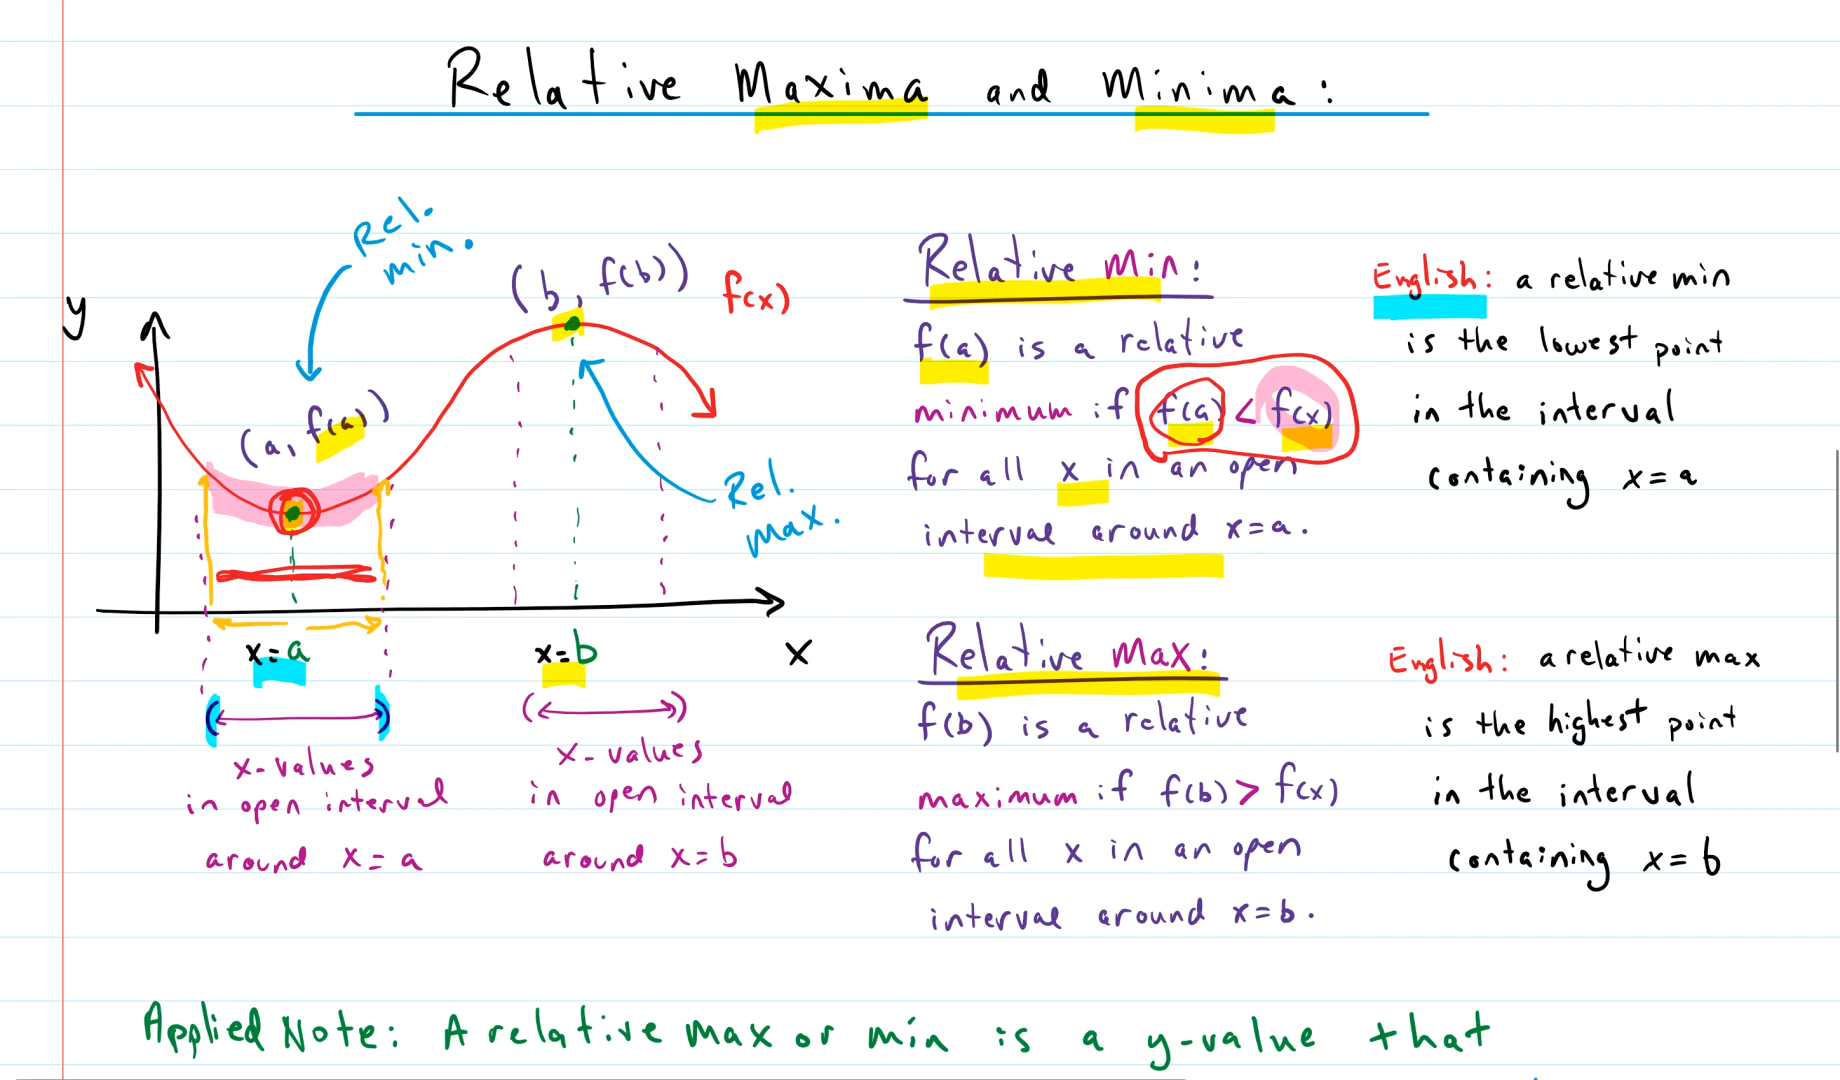 Relative Maxima and Minima:
Rel.
min.
(b, f(b))
f(x)
y
(a, f(a))
Rel.
max.
x=a
x=b
x
( )
( )
x-values
in open interval
around x=a
x-values
in open interval
around x=b
Relative Min:
f(a) is a relative
minimum if f(a) < f(x)
for all x in an open
interval around x=a.
English: a relative min
is the lowest point
in the interval
containing x=a
Relative Max:
f(b) is a relative
maximum if f(b) > f(x)
for all x in an open
interval around x=b.
English: a relative max
is the highest point
in the interval
containing x=b
Applied Note: A relative max or min is a y-value that